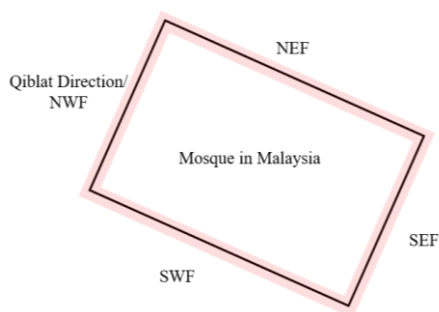 NEF
Qiblat Direction/
NWF
Mosque in Malaysia
SEF
SWF